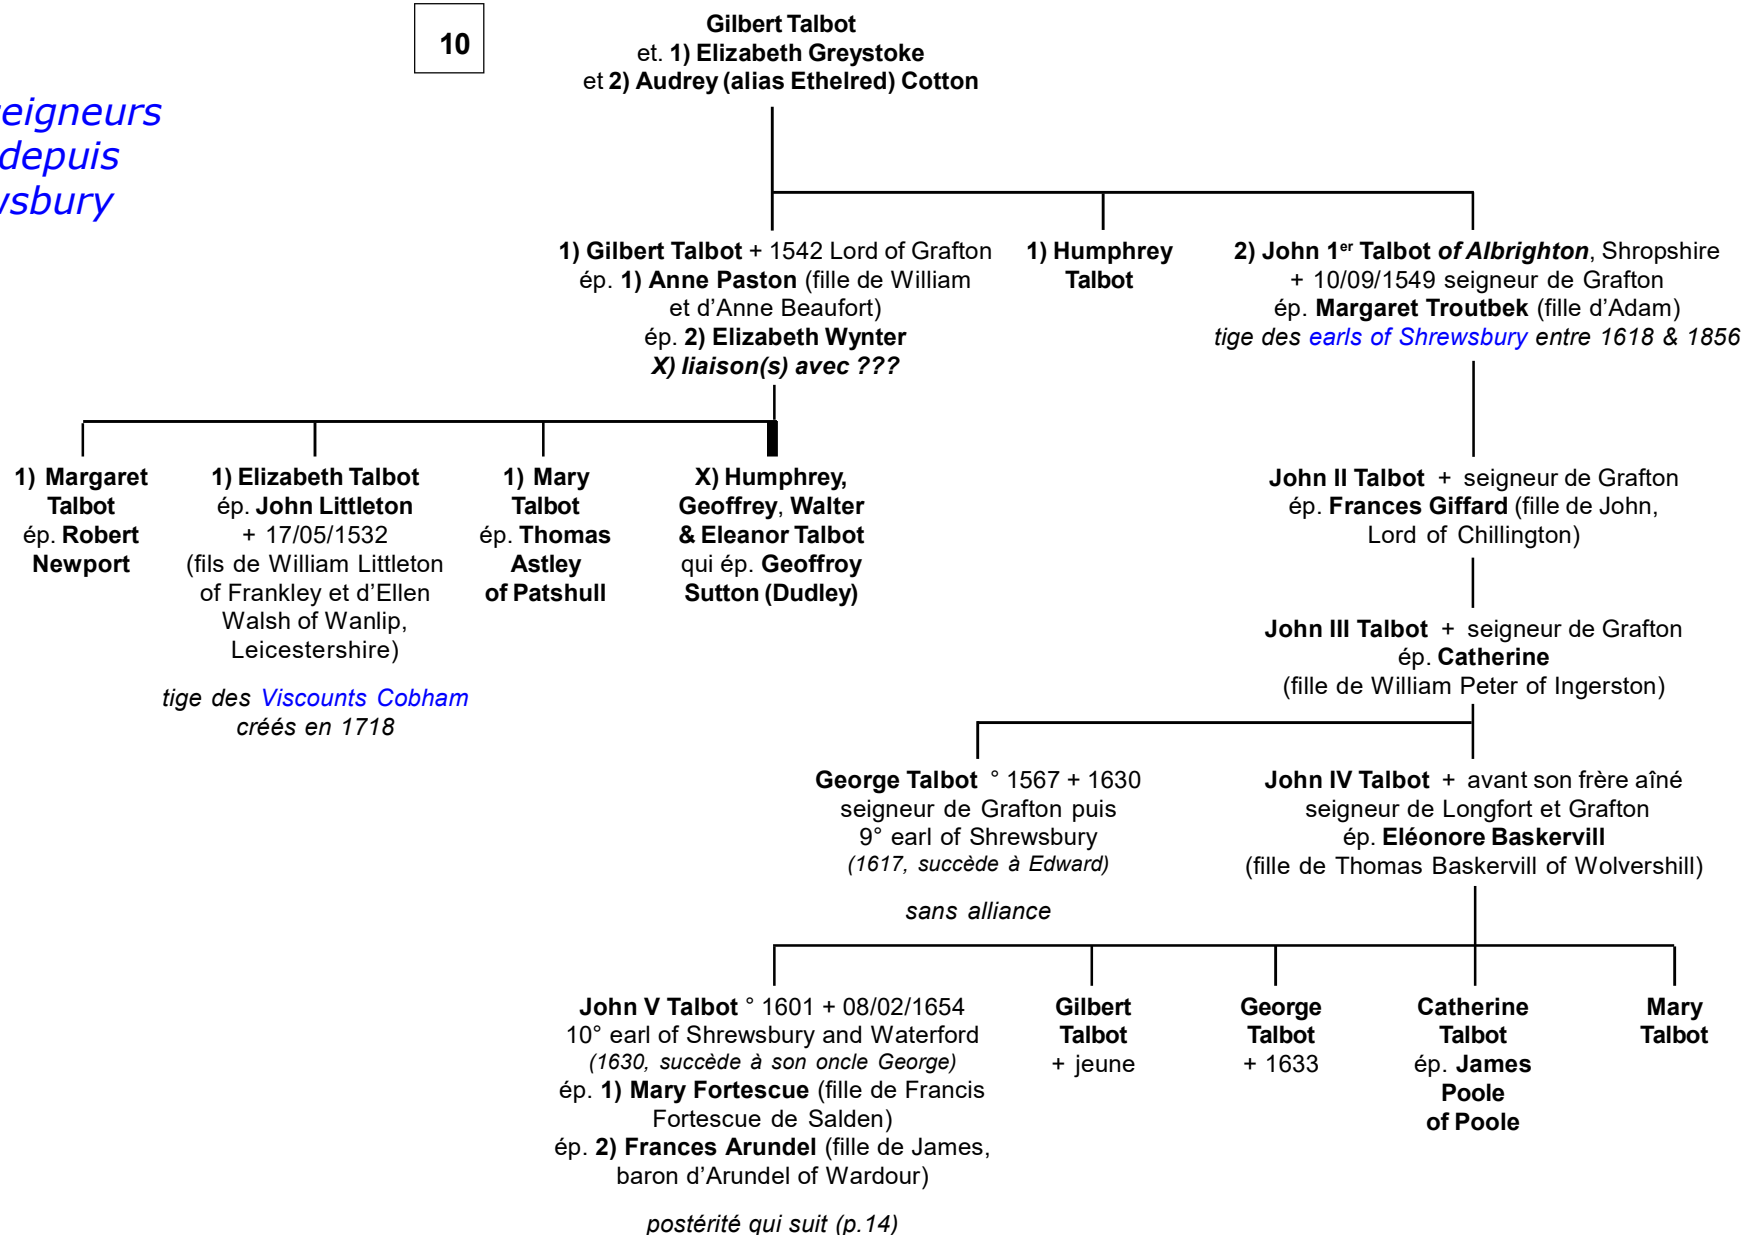 10
Gilbert Talbot
et. 1) Elizabeth Greystoke
et 2) Audrey (alias Ethelred) Cotton
eigneurs
depuis
wsbury
1) Gilbert Talbot + 1542 Lord of Grafton
ép. 1) Anne Paston (fille de William
et d’Anne Beaufort)
ép. 2) Elizabeth Wynter
X) liaison(s) avec ???
1) Humphrey
Talbot
2) John 1er Talbot of Albrighton, Shropshire
+ 10/09/1549 seigneur de Grafton
ép. Margaret Troutbek (fille d’Adam)
tige des earls of Shrewsbury entre 1618 & 1856
1) Margaret
Talbot
ép. Robert
Newport
1) Elizabeth Talbot
ép. John Littleton
+ 17/05/1532
(fils de William Littleton
of Frankley et d’Ellen
Walsh of Wanlip,
Leicestershire)
tige des Viscounts Cobham
créés en 1718
1) Mary
Talbot
ép. Thomas
Astley
of Patshull
X) Humphrey,
Geoffrey, Walter
& Eleanor Talbot
qui ép. Geoffroy
Sutton (Dudley)
John II Talbot + seigneur de Grafton
ép. Frances Giffard (fille de John,
Lord of Chillington)
John III Talbot + seigneur de Grafton
ép. Catherine
(fille de William Peter of Ingerston)
George Talbot ° 1567 + 1630
seigneur de Grafton puis
9° earl of Shrewsbury
(1617, succède à Edward)
sans alliance
John IV Talbot + avant son frère aîné
seigneur de Longfort et Grafton
ép. Eléonore Baskervill
(fille de Thomas Baskervill of Wolvershill)
John V Talbot ° 1601 + 08/02/1654
10° earl of Shrewsbury and Waterford
(1630, succède à son oncle George)
ép. 1) Mary Fortescue (fille de Francis
Fortescue de Salden)
ép. 2) Frances Arundel (fille de James,
baron d’Arundel of Wardour)
postérité qui suit (p.14)
Gilbert
Talbot
+ jeune
George
Talbot
+ 1633
Catherine
Talbot
ép. James
Poole
of Poole
Mary
Talbot